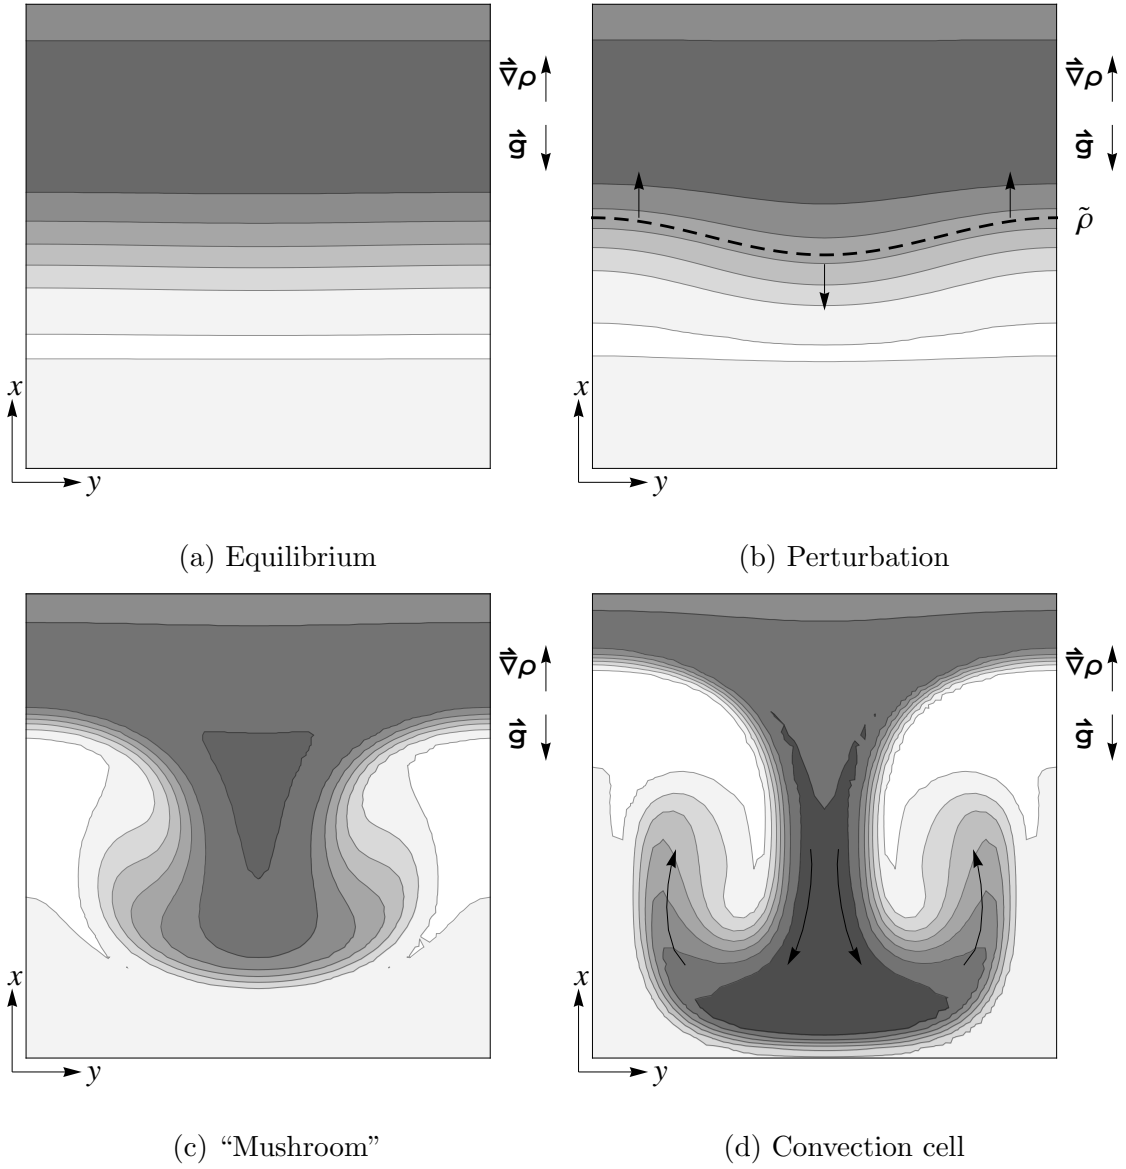 ∇⃗ρ
g⃗
x
y
(a) Equilibrium
∇⃗ρ
g⃗
ρ̃
x
y
(b) Perturbation
∇⃗ρ
g⃗
x
y
(c) “Mushroom”
∇⃗ρ
g⃗
x
y
(d) Convection cell